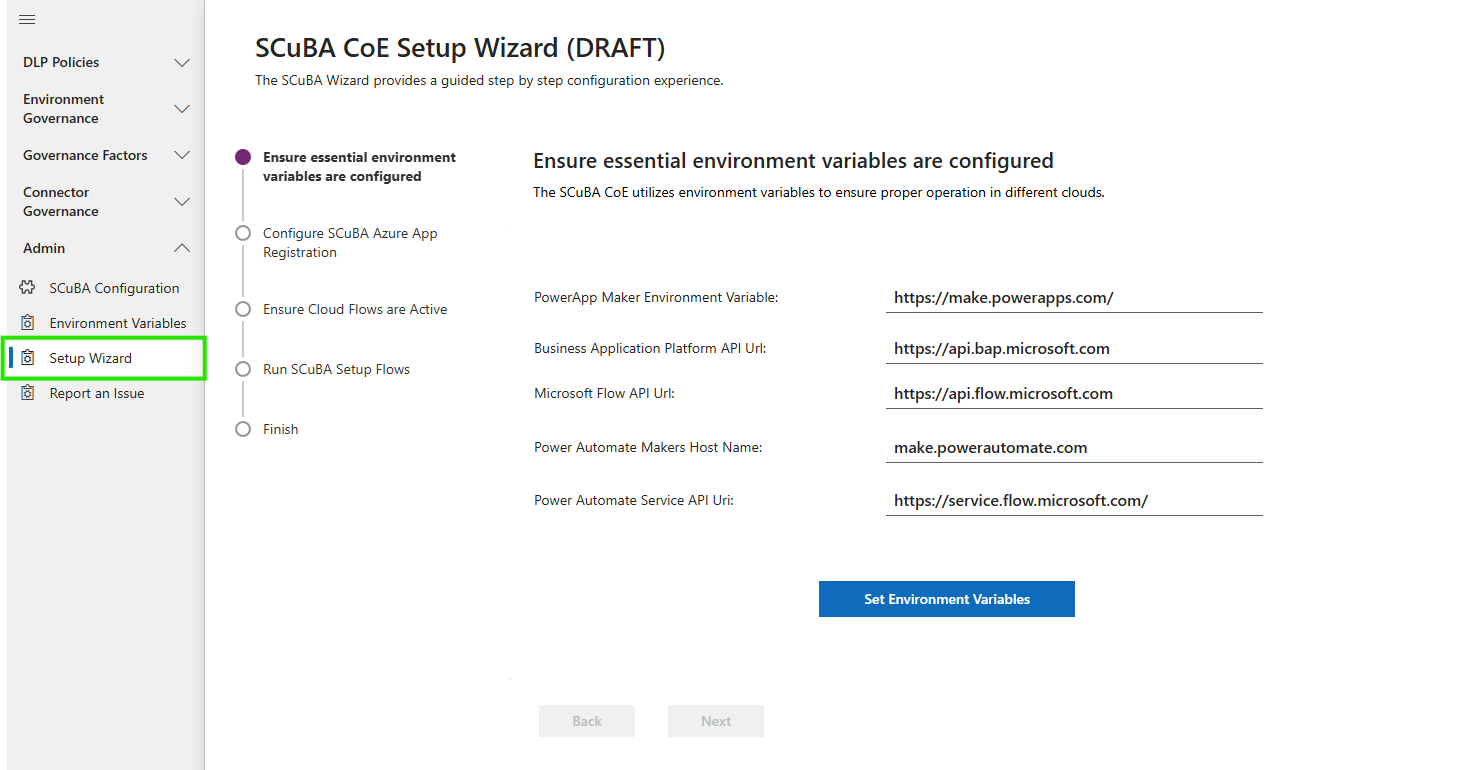 DLP Policies
Environment
Governance
Governance Factors
Connector
Governance
Admin
SCuBA Configuration
Environment Variables
Setup Wizard
Report an Issue
SCuBA CoE Setup Wizard (DRAFT)
The SCuBA Wizard provides a guided step by step configuration experience.
Ensure essential environment
variables are configured
Configure SCuBA Azure App
Registration
Ensure Cloud Flows are Active
Run SCuBA Setup Flows
Finish
Ensure essential environment variables are configured
The SCuBA CoE utilizes environment variables to ensure proper operation in different clouds.
PowerApp Maker Environment Variable:
https://make.powerapps.com/
Business Application Platform API Url:
https://api.bap.microsoft.com
Microsoft Flow API Url:
https://api.flow.microsoft.com
Power Automate Makers Host Name:
make.powerautomate.com
Power Automate Service API Uri:
https://service.flow.microsoft.com/
Set Environment Variables
Back
Next